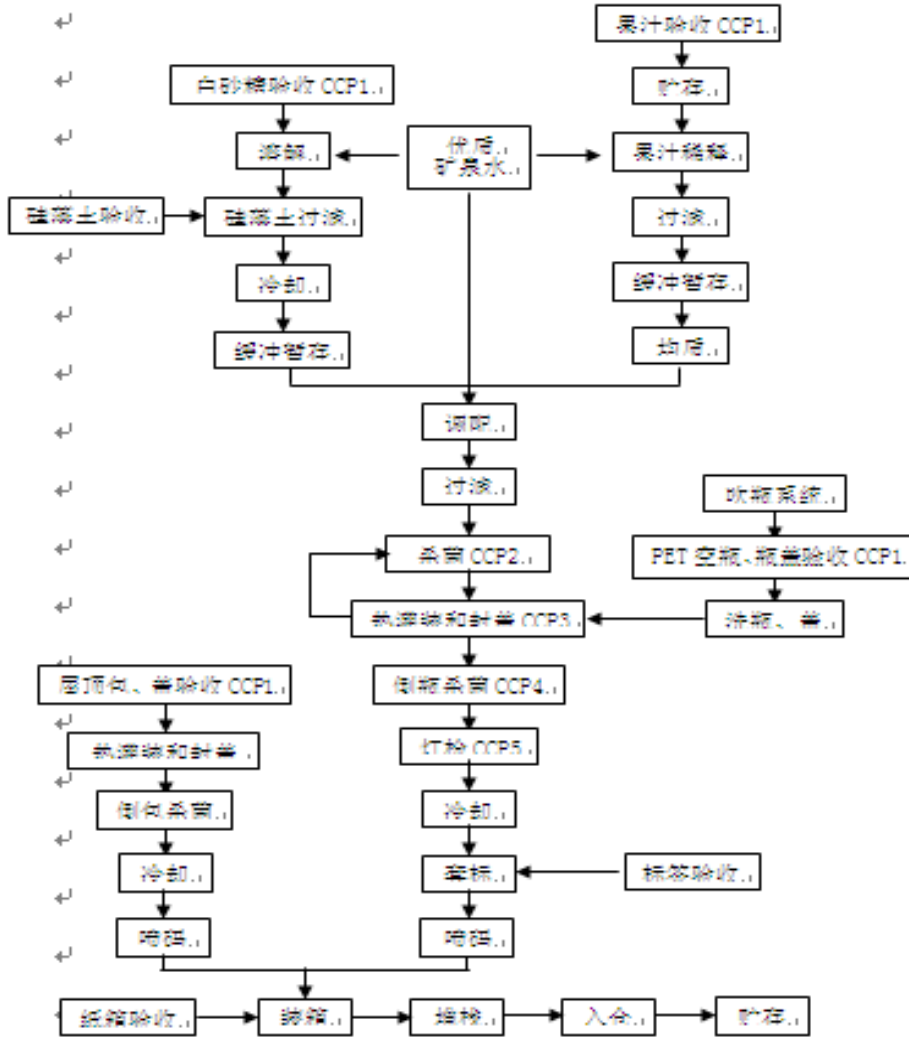 果汁验收 CCP1
白砂糖验收 CCP1
贮存
溶解
优质
矿泉水
果汁稀释
硅藻土验收
硅藻土过滤
过滤
冷却
缓冲暂存
缓冲暂存
均质
调配
过滤
吹瓶系统
杀菌 CCP2
PET 空瓶、瓶盖验收 CCP1
热灌装和封盖 CCP3
洗瓶、盖
屋顶包、盖验收 CCP1
倒瓶杀菌 CCP4
热灌装和封盖
灯检 CCP5
倒包杀菌
冷却
冷却
套标
标签验收
喷码
喷码
纸箱验收
装箱
堆检
入仓
贮存